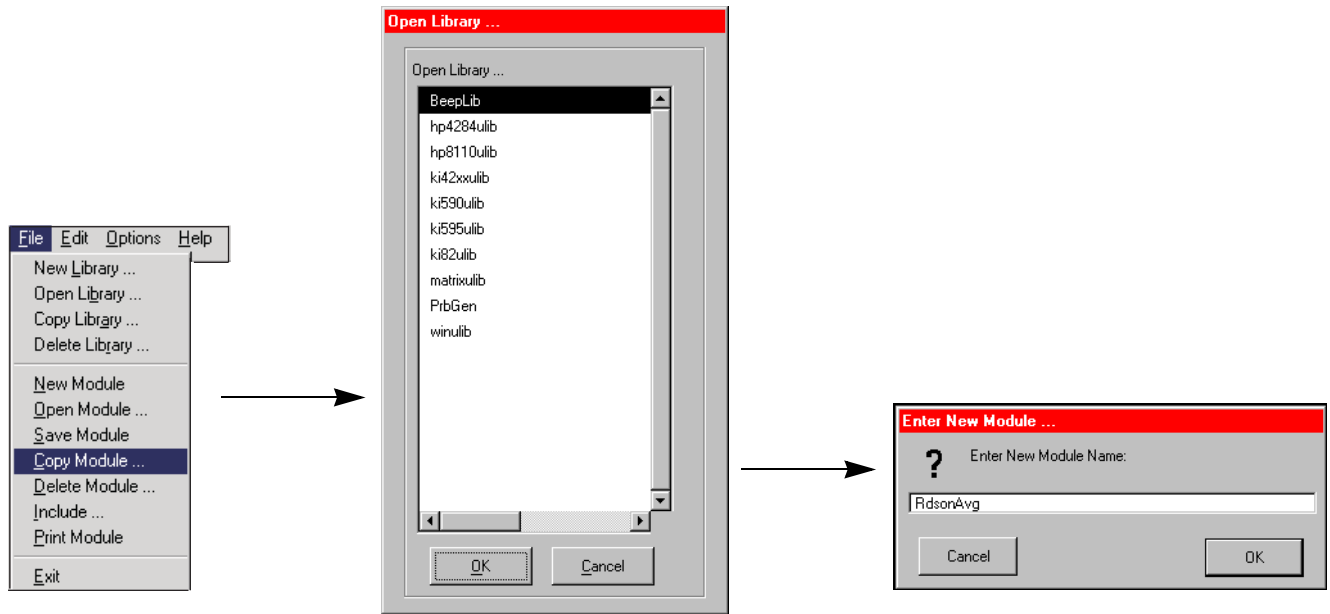 File Edit Options Help
New Library ...
Open Library ...
Copy Library ...
Delete Library ...
New Module
Open Module ...
Save Module
Copy Module ...
Delete Module ...
Include ...
Print Module
Exit
Open Library ...
Open Library ...
BeepLib
hp4284ulib
hp8110ulib
ki42xxulib
ki590ulib
ki595ulib
ki82ulib
matrixulib
PrbGen
winulib
OK Cancel
Enter New Module ...
? Enter New Module Name:
RdsonAvg
Cancel OK